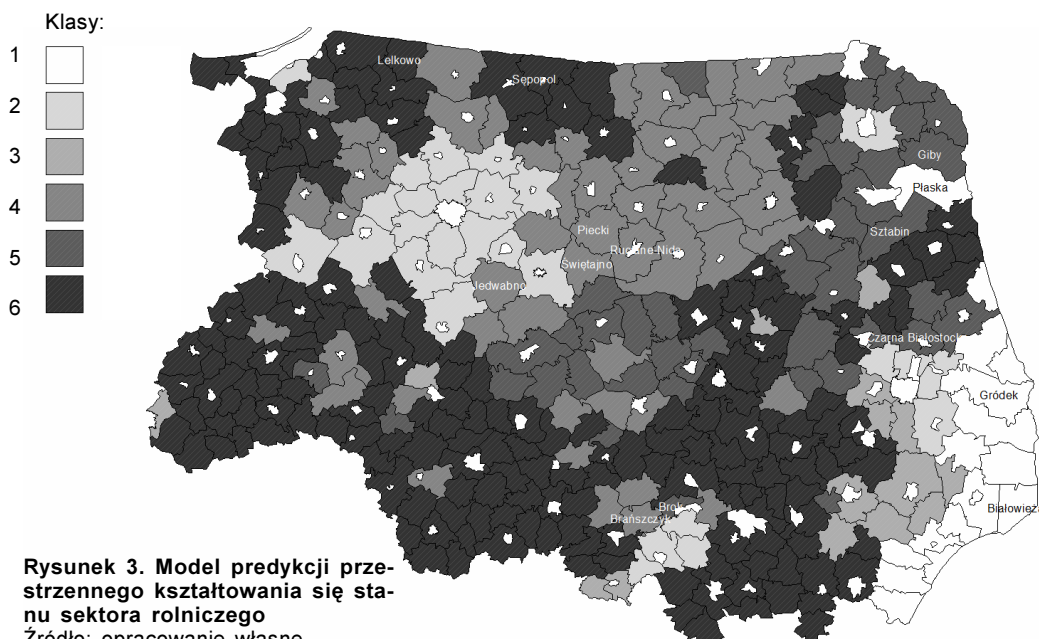 Klasy:
1
2
3
4
5
6
Lelkowo
Sępopol
Giby
Płaska
Sztabin
Piecki
Ruciane-Nida
Świętajno
Jedwabno
Czarna Białostock
Gródek
Białowieża
Brok
Brańszczyk
Rysunek 3. Model predykcji prze-
strzennego kształtowania się sta-
nu sektora rolniczego
Źródło: opracowanie własne